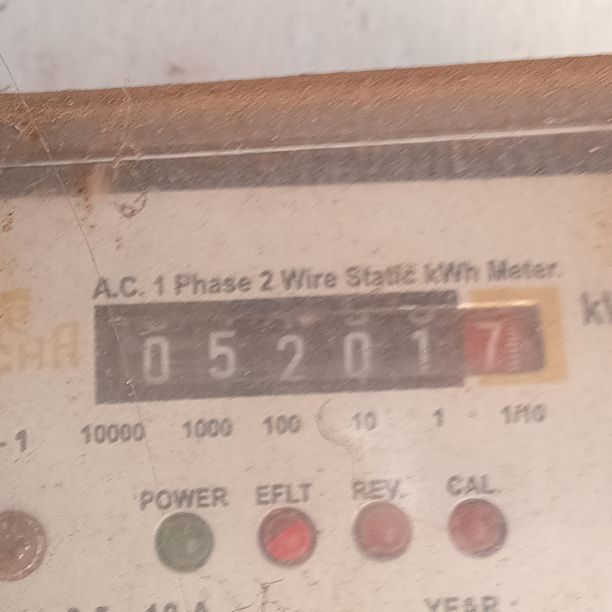 A.C. 1 Phase 2 Wire Static kWh Meter.
052017
10000 1000 100 10 1 1/10
-1
POWER EFLT REV. CAL
YEAR